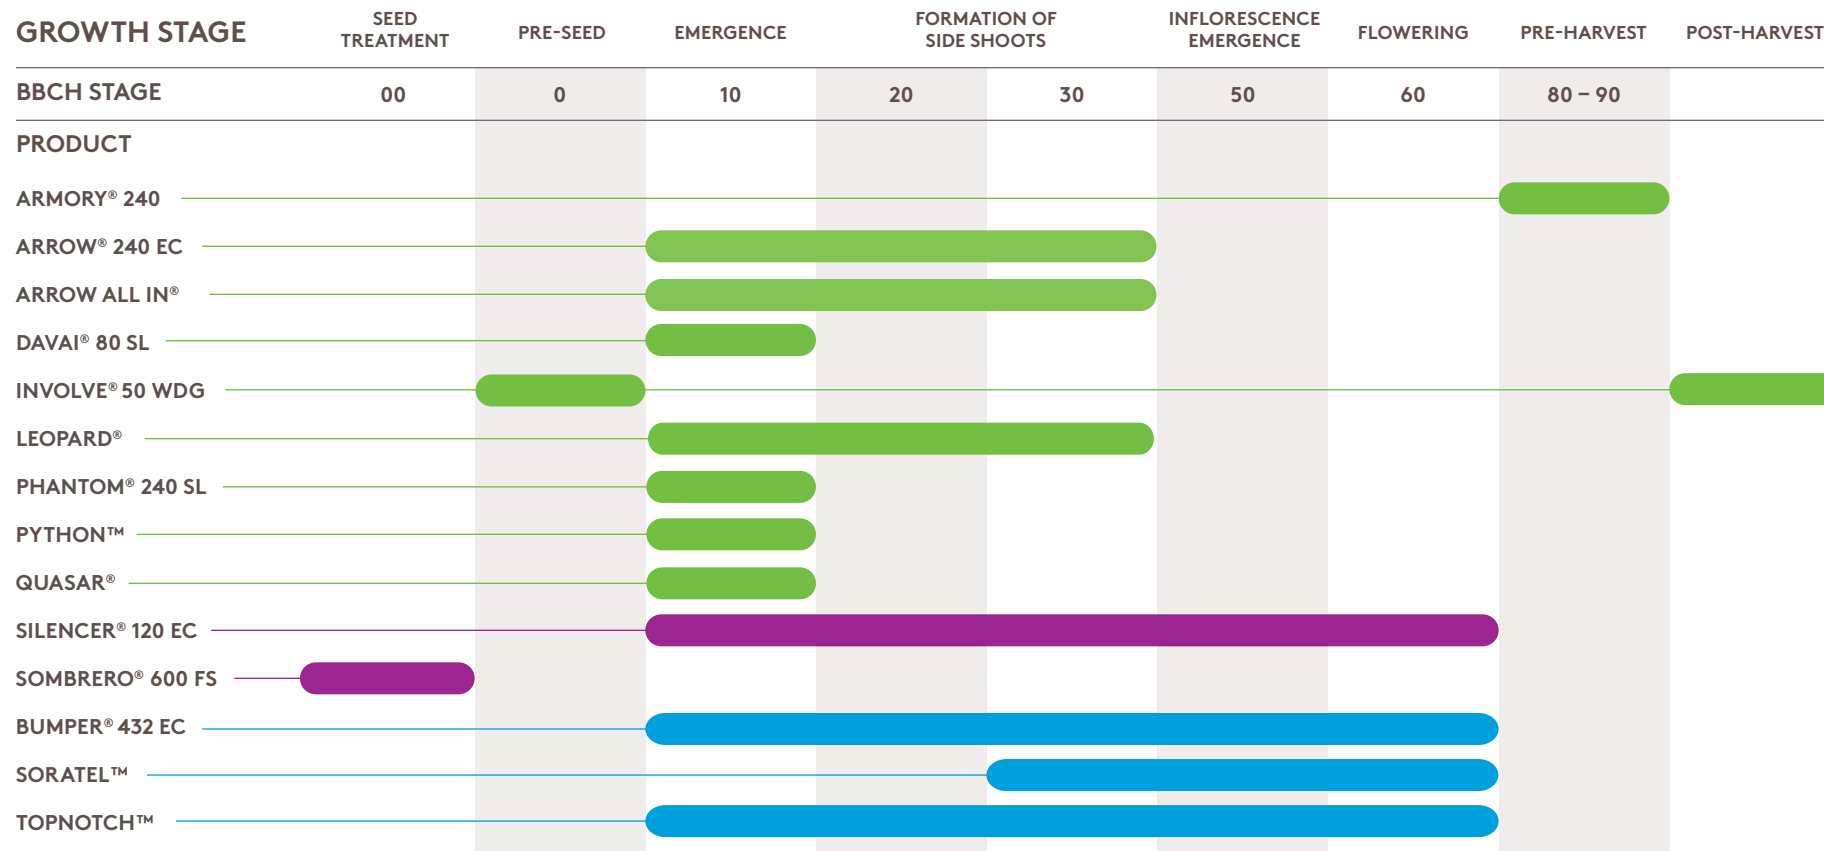 GROWTH STAGE
SEED TREATMENT
PRE-SEED
EMERGENCE
FORMATION OF SIDE SHOOTS
INFLORESCENCE EMERGENCE
FLOWERING
PRE-HARVEST
POST-HARVEST
BBCH STAGE 00 0 10 20 30 50 60 80 – 90
PRODUCT
ARMORY® 240
ARROW® 240 EC
ARROW ALL IN®
DAVAI® 80 SL
INVOLVE® 50 WDG
LEOPARD®
PHANTOM® 240 SL
PYTHON™
QUASAR®
SILENCER® 120 EC
SOMBRERO® 600 FS
BUMPER® 432 EC
SORATEL™
TOPNOTCH™